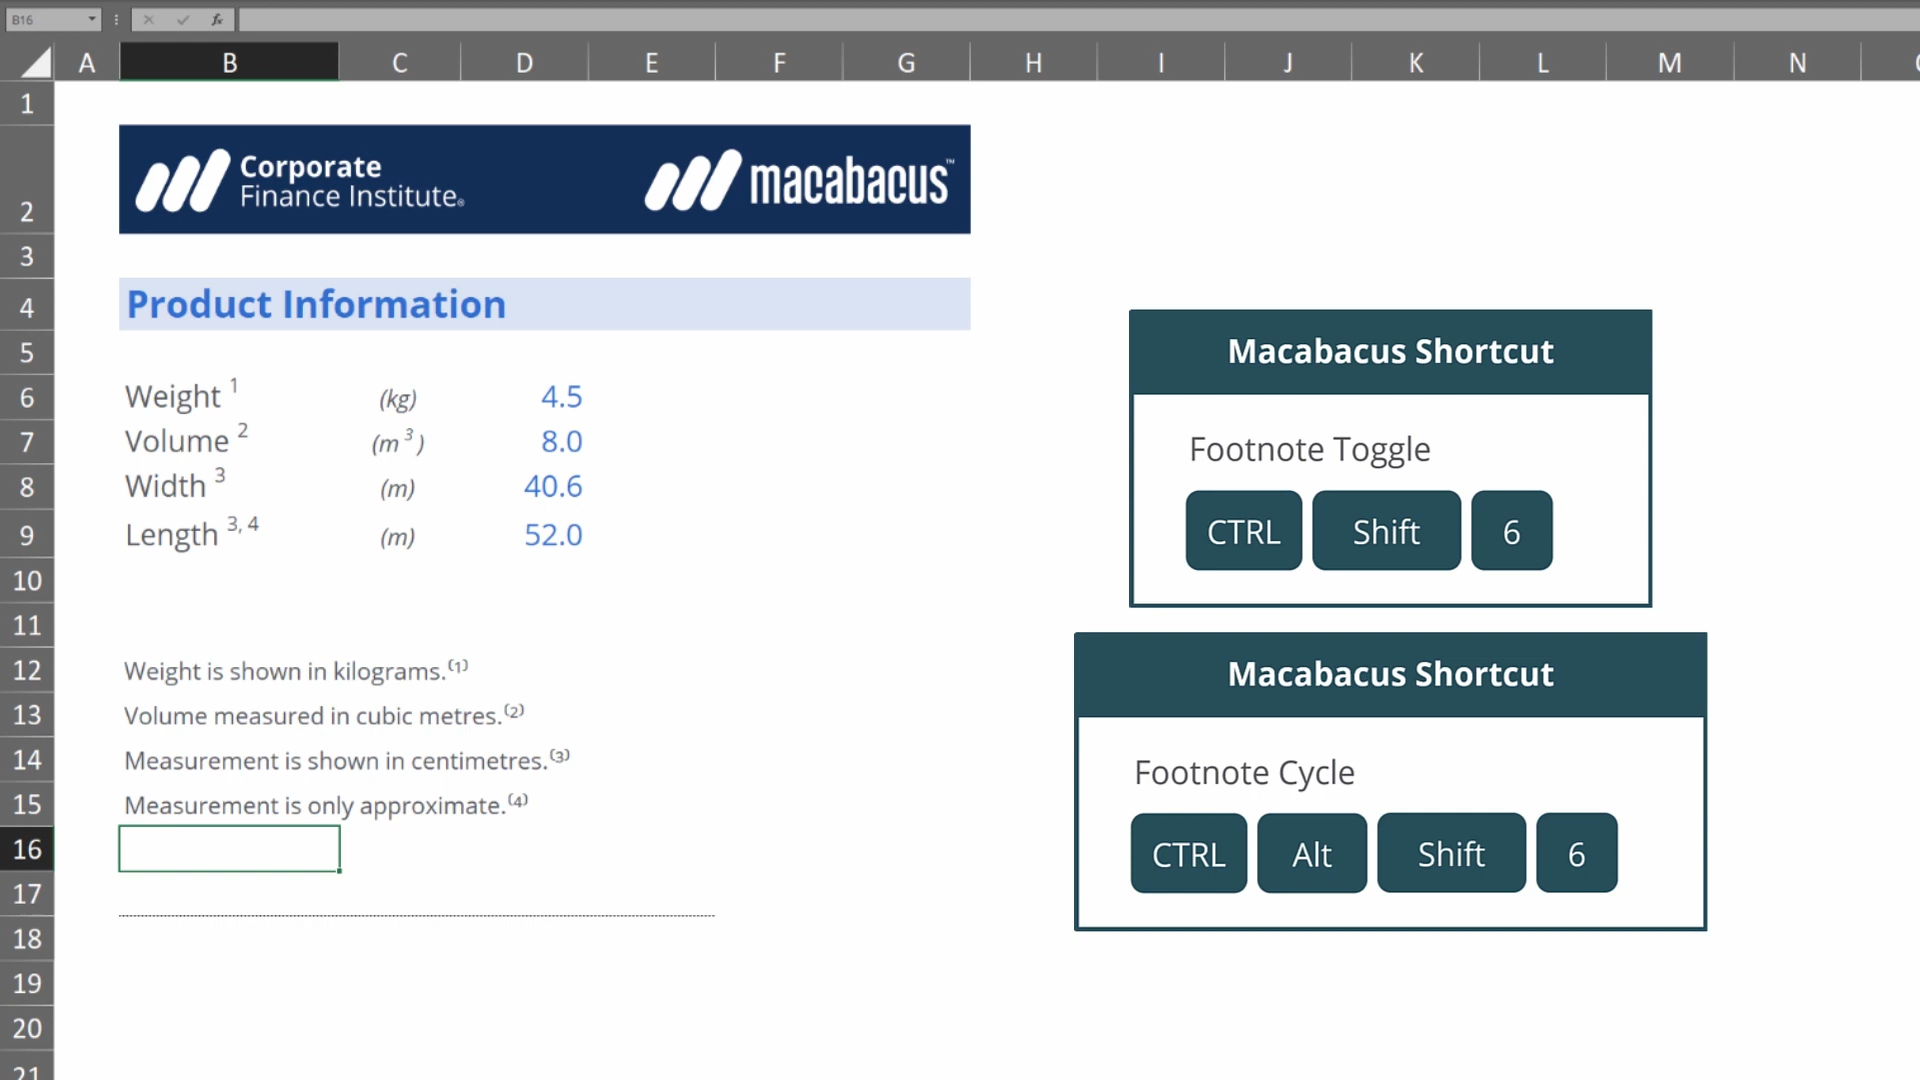 B16 fx
A B C D E F G H I J K L M N
1
Corporate
Finance Institute®
macabacus™
2
3
4 Product Information
5
6 Weight ¹ (kg) 4.5
7 Volume ² (m ³ ) 8.0
8 Width ³ (m) 40.6
9 Length ³, ⁴ (m) 52.0
10
11
12 Weight is shown in kilograms.⁽¹⁾
13 Volume measured in cubic metres.⁽²⁾
14 Measurement is shown in centimetres.⁽³⁾
15 Measurement is only approximate.⁽⁴⁾
16
17
18
19
20
21
Macabacus Shortcut
Footnote Toggle
CTRL Shift 6
Macabacus Shortcut
Footnote Cycle
CTRL Alt Shift 6